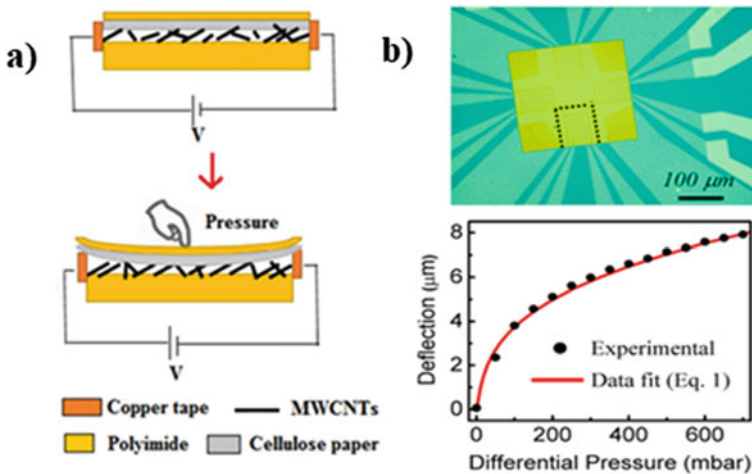 a)
V
Pressure
V
Copper tape
MWCNTs
Polyimide
Cellulose paper
b)
100 μm
Deflection (μm)
8
6
4
2
0
Experimental
Data fit (Eq. 1)
0 200 400 600
Differential Pressure (mbar)